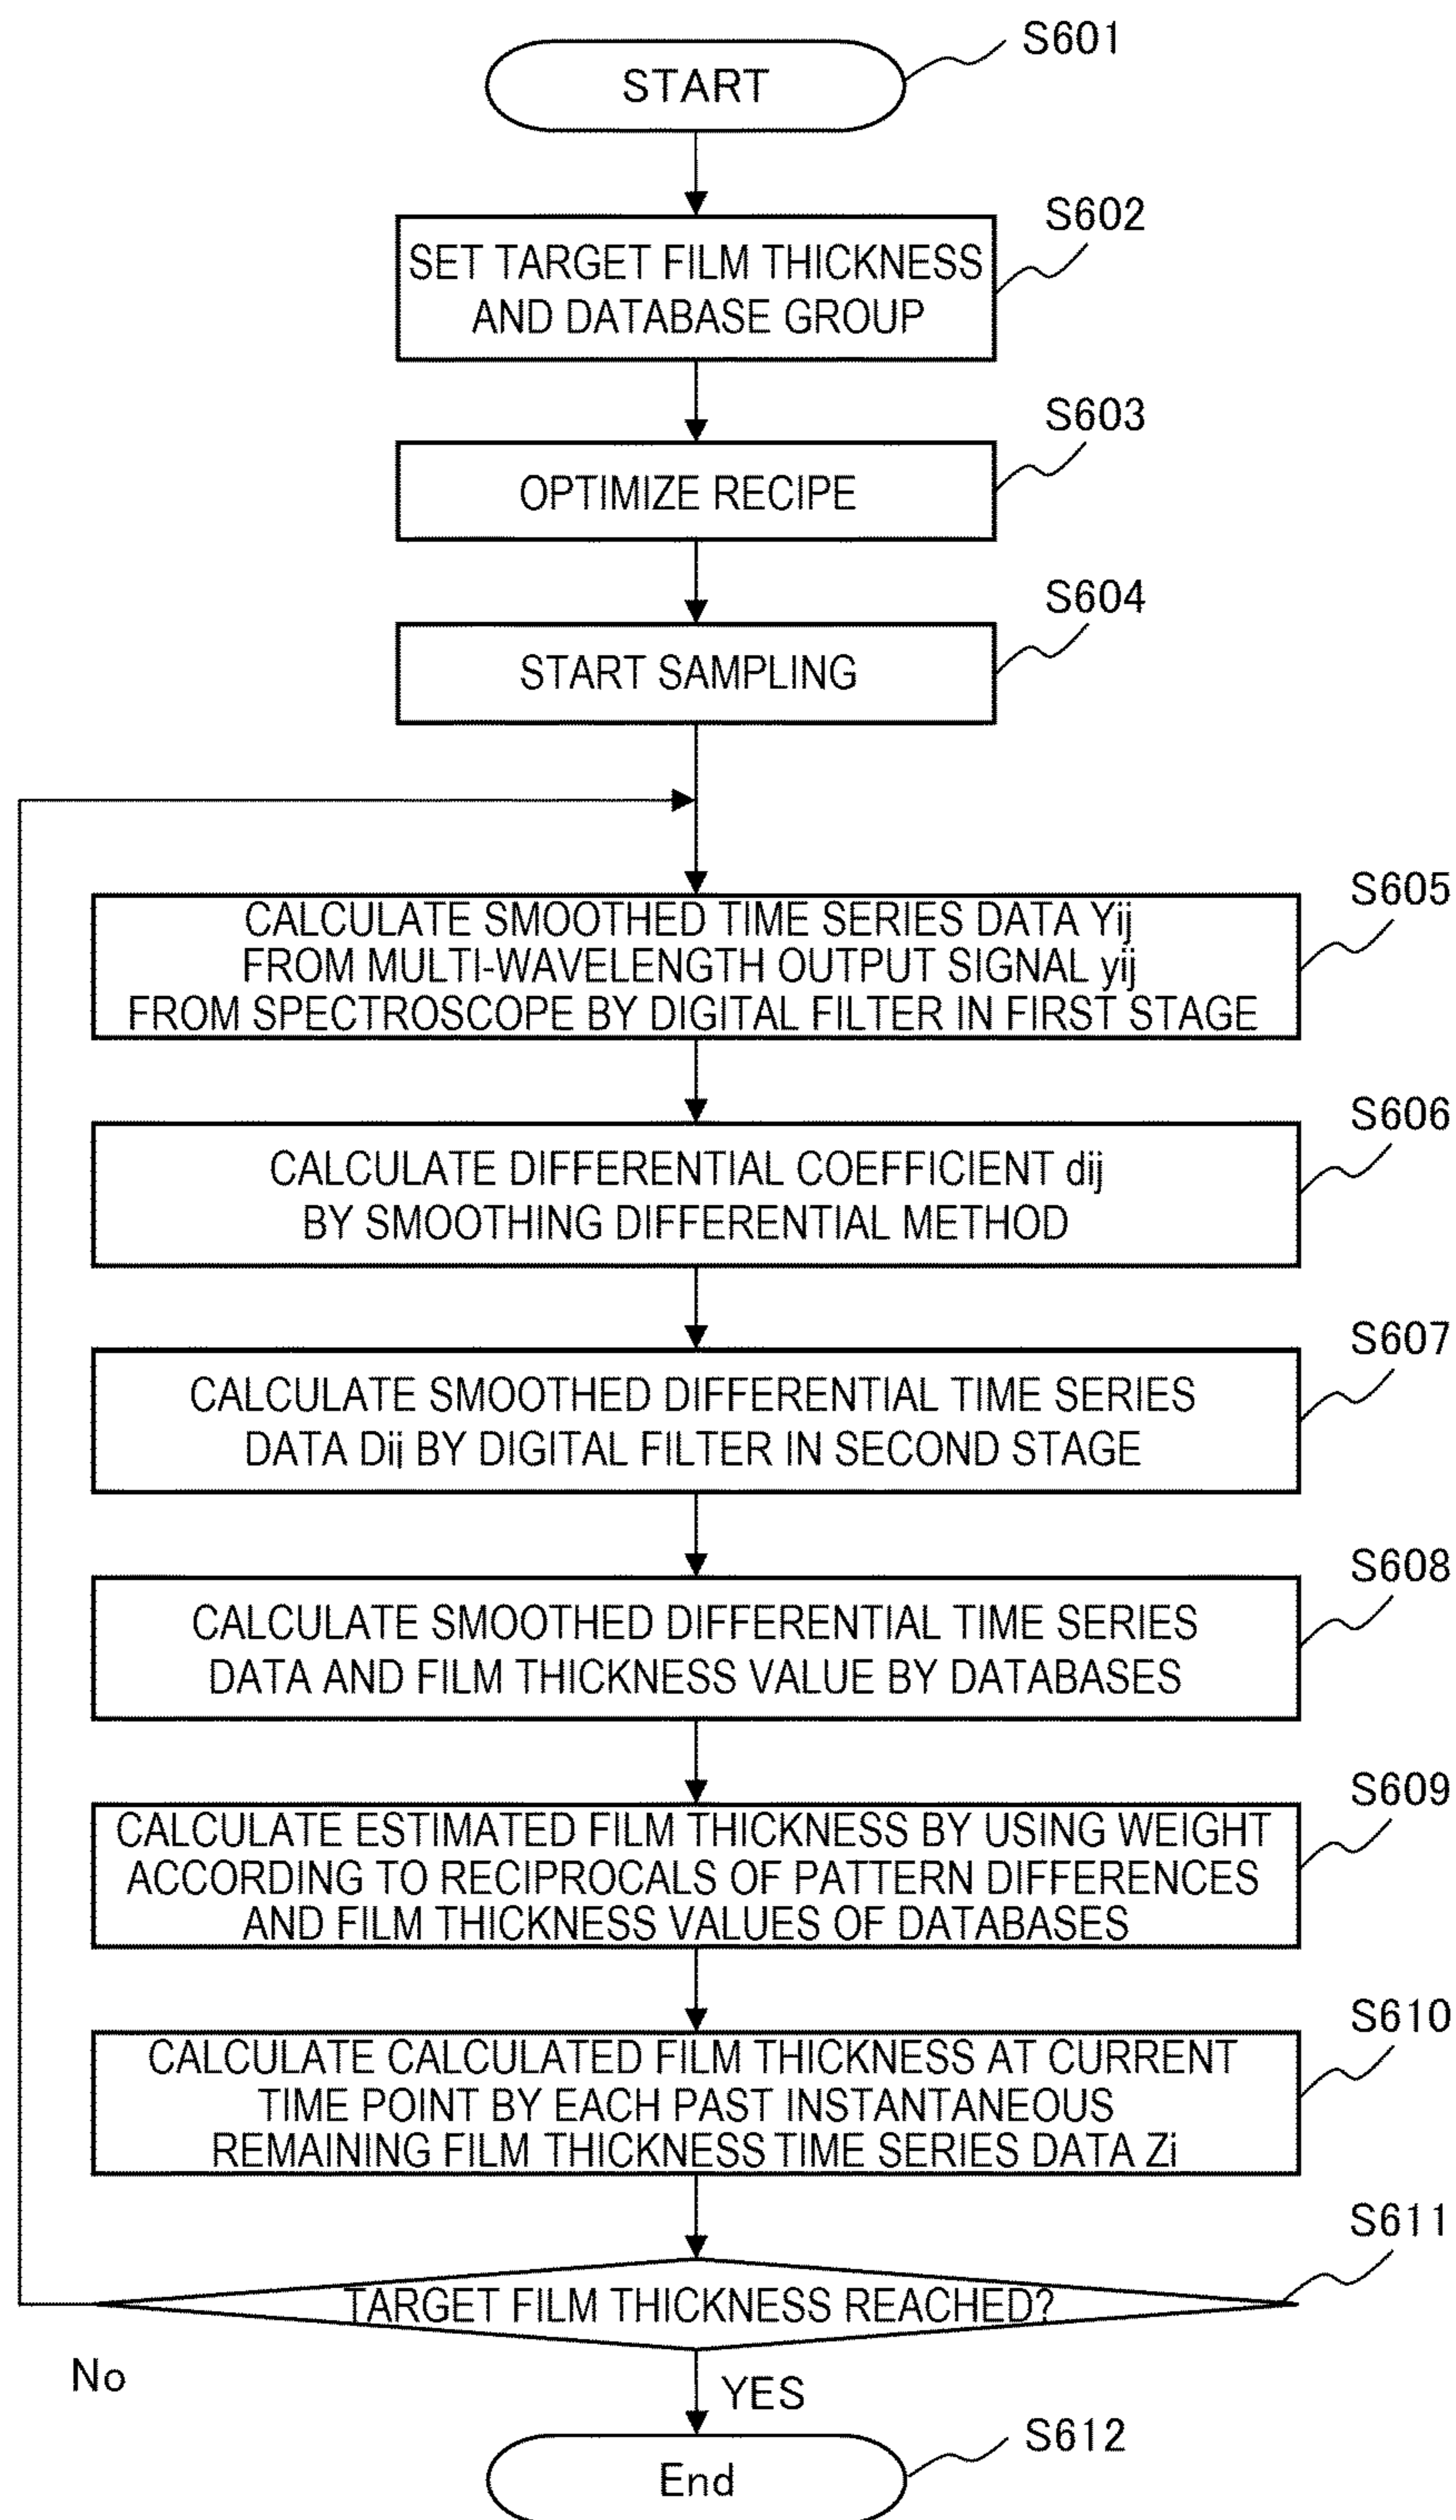 S601
START
S602
SET TARGET FILM THICKNESS
AND DATABASE GROUP
S603
OPTIMIZE RECIPE
S604
START SAMPLING
S605
CALCULATE SMOOTHED TIME SERIES DATA Yij
FROM MULTI-WAVELENGTH OUTPUT SIGNAL yij
FROM SPECTROSCOPE BY DIGITAL FILTER IN FIRST STAGE
S606
CALCULATE DIFFERENTIAL COEFFICIENT dij
BY SMOOTHING DIFFERENTIAL METHOD
S607
CALCULATE SMOOTHED DIFFERENTIAL TIME SERIES
DATA Dij BY DIGITAL FILTER IN SECOND STAGE
S608
CALCULATE SMOOTHED DIFFERENTIAL TIME SERIES
DATA AND FILM THICKNESS VALUE BY DATABASES
S609
CALCULATE ESTIMATED FILM THICKNESS BY USING WEIGHT
ACCORDING TO RECIPROCALS OF PATTERN DIFFERENCES
AND FILM THICKNESS VALUES OF DATABASES
S610
CALCULATE CALCULATED FILM THICKNESS AT CURRENT
TIME POINT BY EACH PAST INSTANTANEOUS
REMAINING FILM THICKNESS TIME SERIES DATA Zi
S611
TARGET FILM THICKNESS REACHED?
No
YES
S612
End